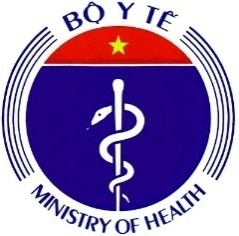 BỘ Y TẾ
MINISTRY OF HEALTH